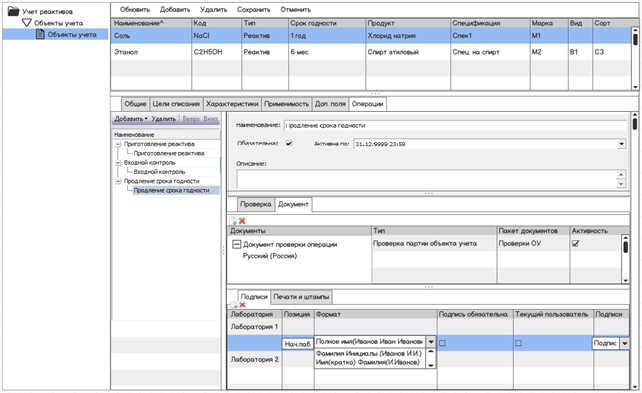 Учет реактивов
Объекты учета
Объекты учета
Обновить Добавить Удалить Сохранить Отменить
Наименование^ Код Тип Срок годности Продукт Спецификация Марка Вид Сорт
Соль NaCl Реактив 1 год Хлорид натрия Спек1 М1
Этанол C2H5OH Реактив 6 мес. Спирт этиловый Спец. на спирт М2 В1 С3
Общие Цели списания Характеристики Применимость Доп. поля Операции
Добавить Удалить Вверх Вниз
Наименование
Приготовление реактива
Приготовление реактива
Входной контроль
Входной контроль
Продление срока годности
Продление срока годности
Наименование: Продление срока годности
Обязательна: Активна по: 31.12.9999 23:59
Описание:
Проверка Документ
Документы Тип Пакет документов Активность
Документ проверки операции Проверка партии объекта учета Проверки ОУ
Русский (Россия)
Подписи Печати и штампы
Лаборатория Позиция Формат Подпись обязательна Текущий пользователь Подписи
Лаборатория 1
Нач.лаб Полное имя(Иванов Иван Иванови Подпис
Лаборатория 2 Фамилия Инициалы (Иванов И.И.)
Имя(кратко) Фамилия(И.Иванов)